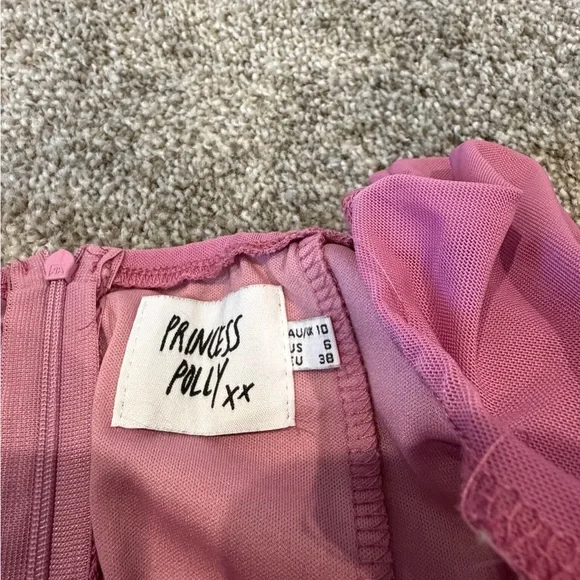 PRINCESS
POLLY xx
AU/UK 10
US 6
EU 38